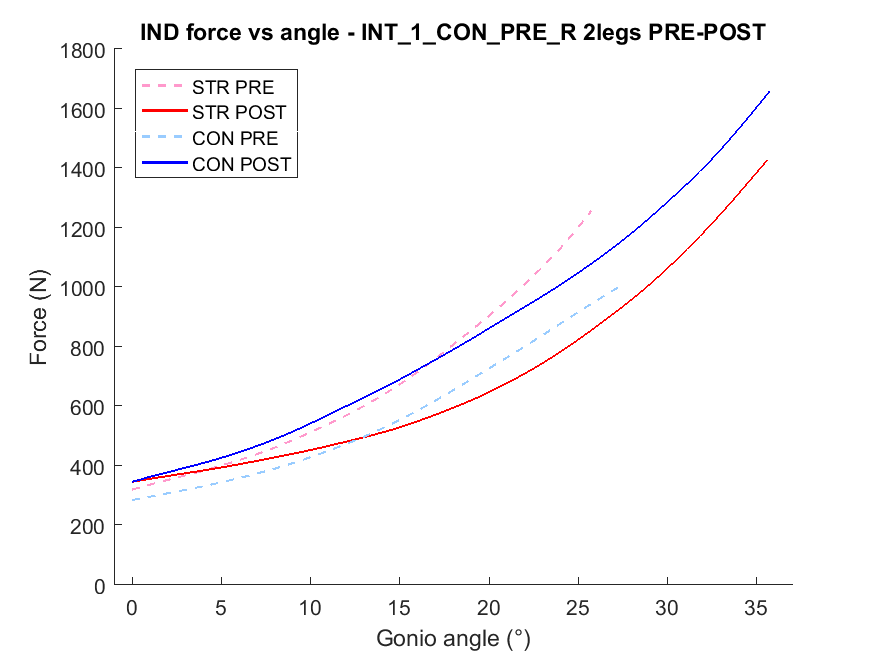 IND force vs angle - INT_1_CON_PRE_R 2legs PRE-POST
1800
1600
1400
1200
1000
800
600
400
200
0
STR PRE
STR POST
CON PRE
CON POST
Force (N)
0 5 10 15 20 25 30 35
Gonio angle (°)